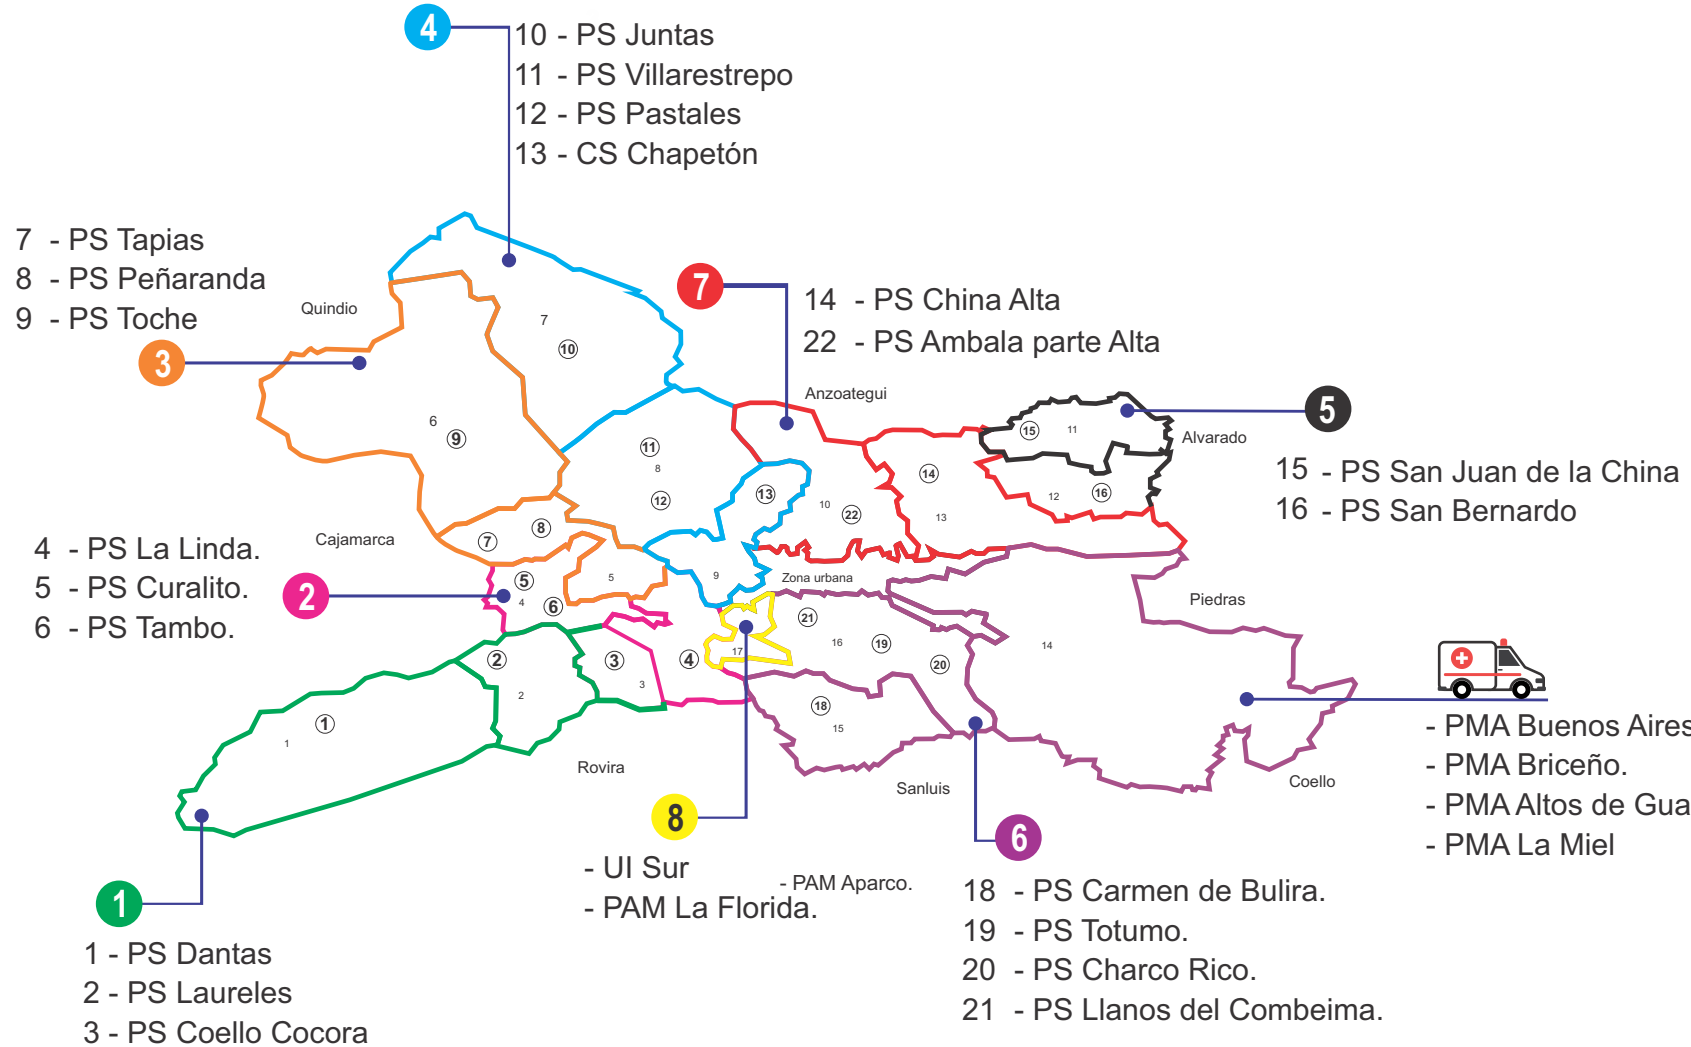 4
10 - PS Juntas
11 - PS Villarestrepo
12 - PS Pastales
13 - CS Chapetón
7 - PS Tapias
8 - PS Peñaranda
9 - PS Toche
3
Quindio
7
14 - PS China Alta
22 - PS Ambala parte Alta
Anzoategui
5
Alvarado
15 - PS San Juan de la China
16 - PS San Bernardo
7
10
6
9
11
8
12
13
10
22
14
13
15
11
12
16
Cajamarca
7
8
4 - PS La Linda.
5 - PS Curalito.
6 - PS Tambo.
2
5
4
6
5
9
Zona urbana
Piedras
21
16
19
20
14
17
2
2
3
3
4
18
15
1
1
Rovira
Sanluis
Coello
- PMA Buenos Aires
- PMA Briceño.
- PMA Altos de Gua
- PMA La Miel
8
- UI Sur
- PAM La Florida.
- PAM Aparco.
6
18 - PS Carmen de Bulira.
19 - PS Totumo.
20 - PS Charco Rico.
21 - PS Llanos del Combeima.
1
1 - PS Dantas
2 - PS Laureles
3 - PS Coello Cocora